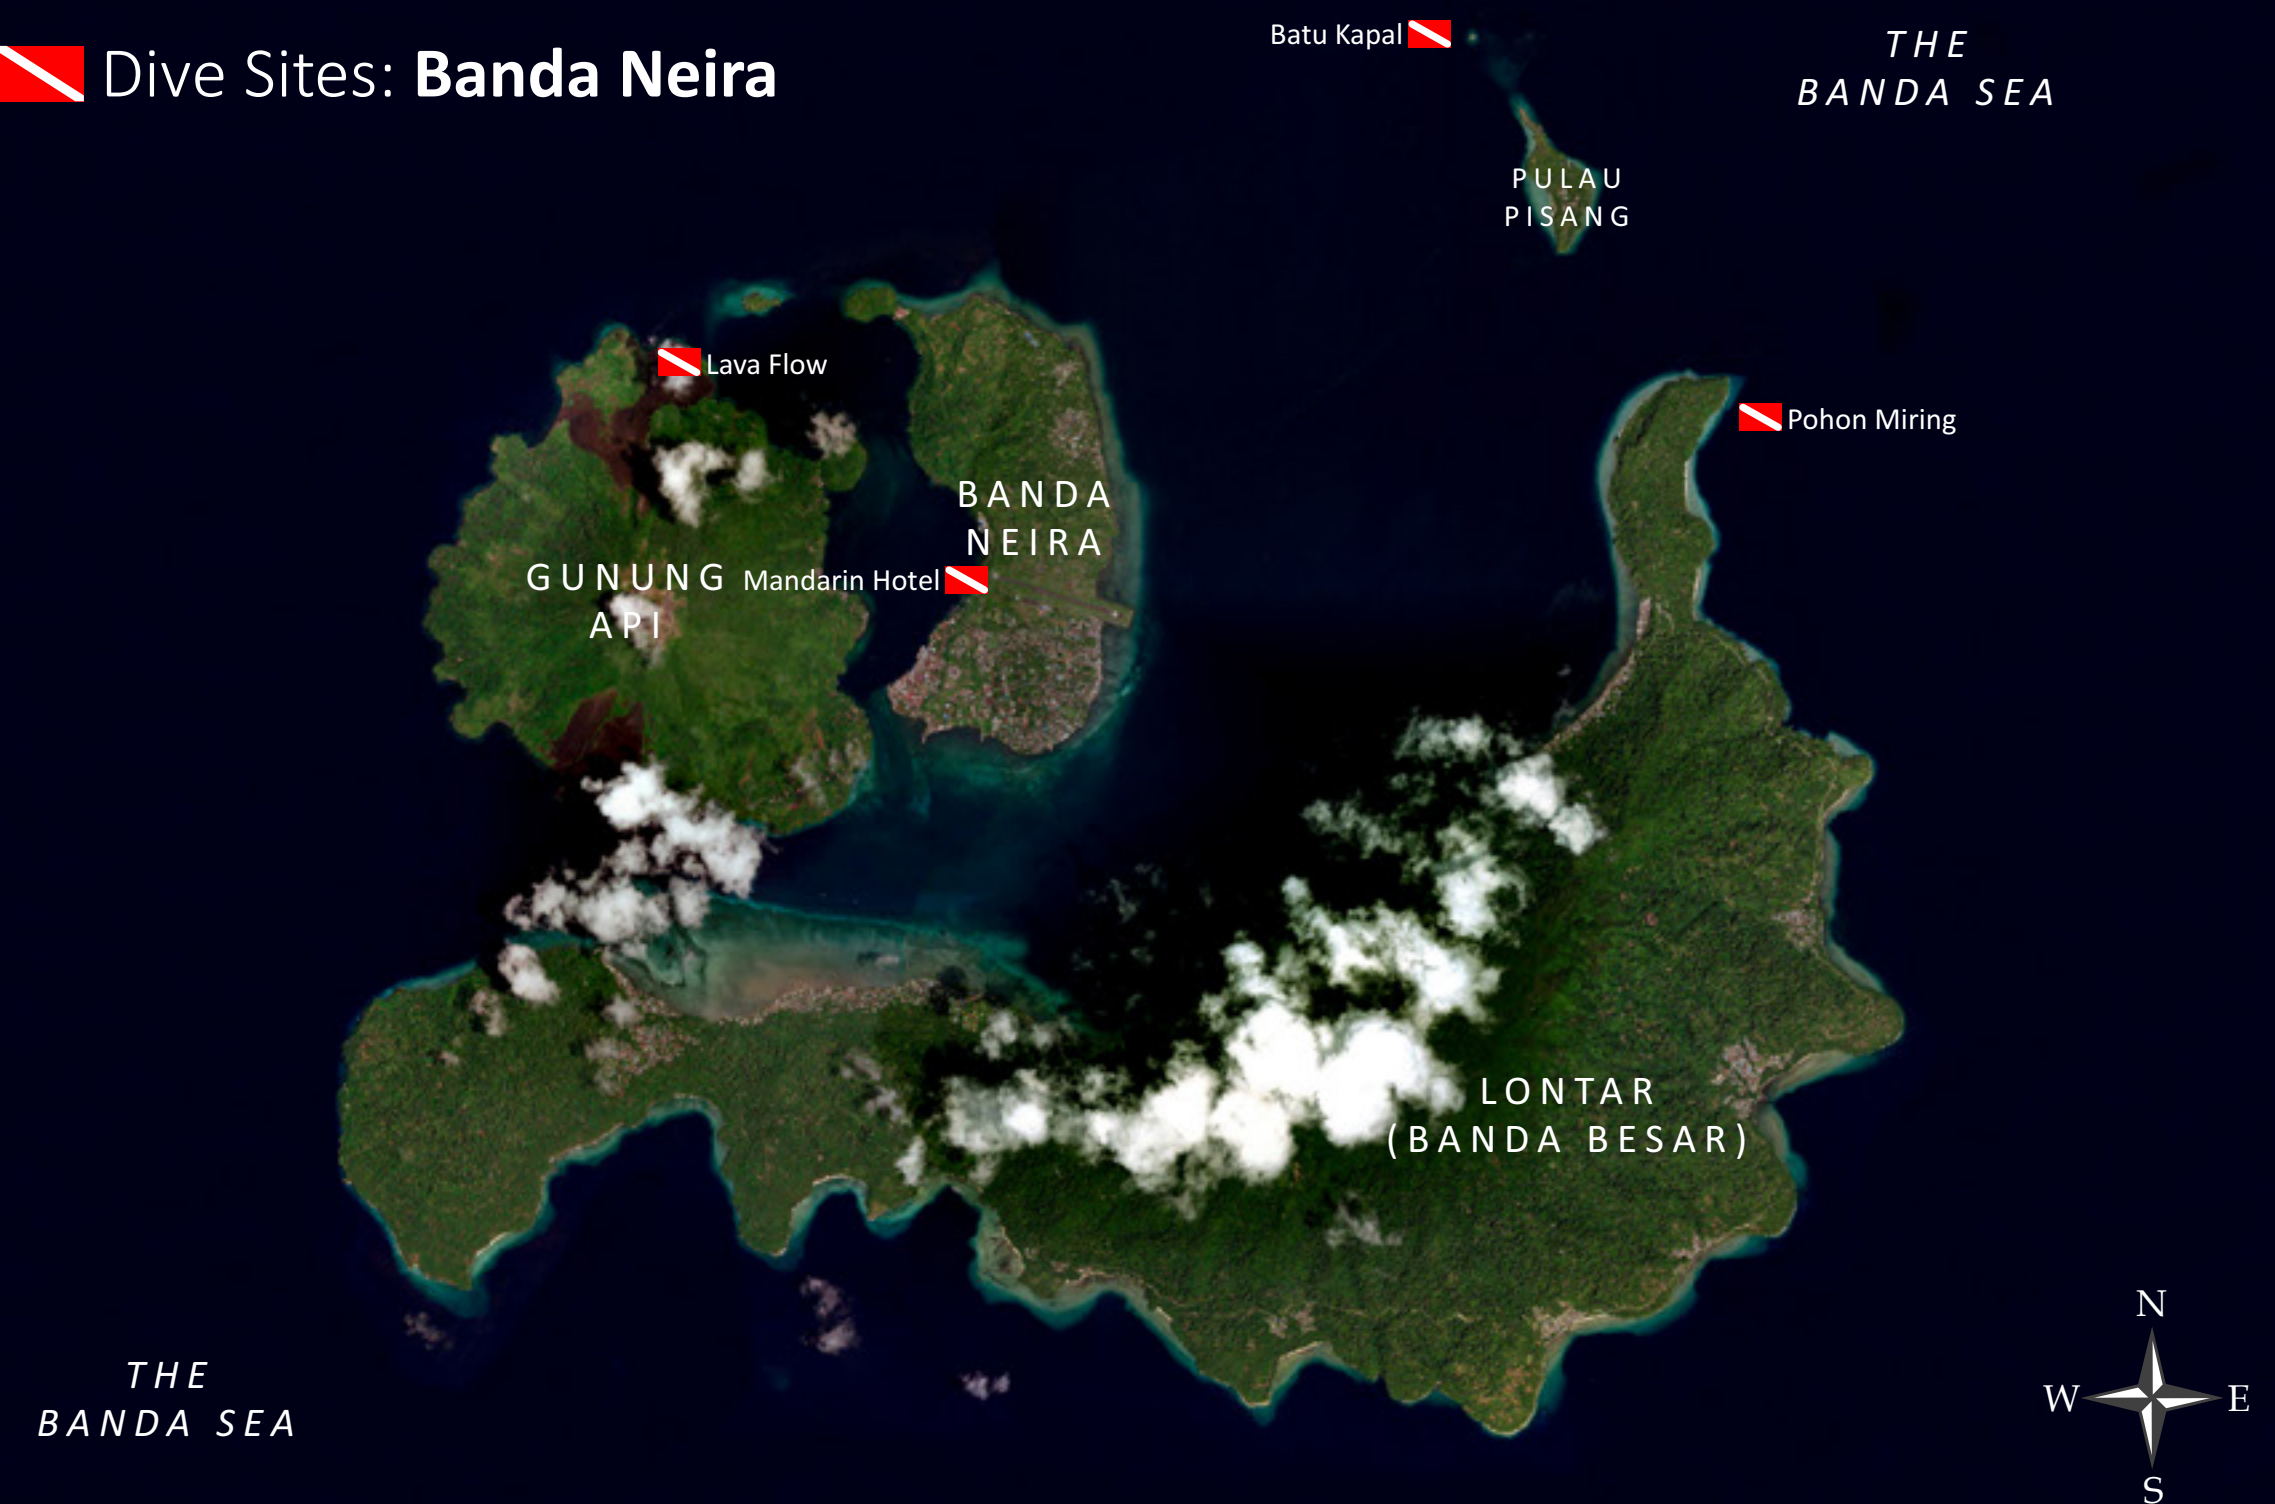 Dive Sites: Banda Neira
Batu Kapal
THE
BANDA SEA
PULAU
PISANG
Lava Flow
Pohon Miring
BANDA
NEIRA
GUNUNG
API
Mandarin Hotel
LONTAR
(BANDA BESAR)
THE
BANDA SEA
N
W
E
S